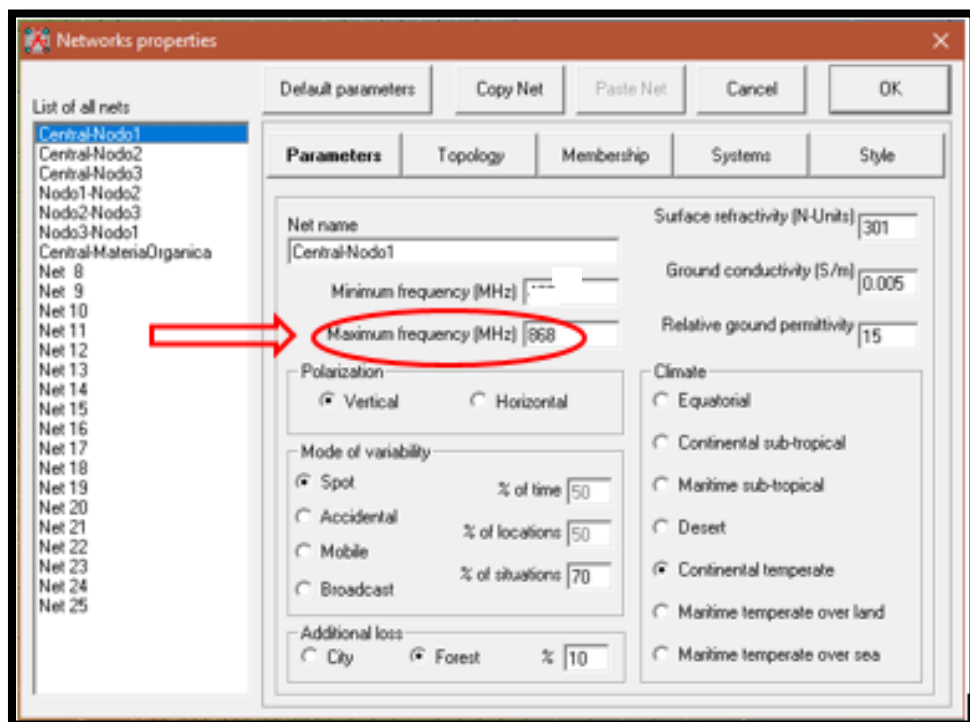 Networks properties
Default parameters
Copy Net
Paste Net
Cancel
OK
List of all nets
Central-Nodo1
Central-Nodo2
Central-Nodo3
Nodo1-Nodo2
Nodo2-Nodo3
Nodo3-Nodo1
Central-MateriaOrganica
Net 8
Net 9
Net 10
Net 11
Net 12
Net 13
Net 14
Net 15
Net 16
Net 17
Net 18
Net 19
Net 20
Net 21
Net 22
Net 23
Net 24
Net 25
Parameters
Topology
Membership
Systems
Style
Net name
Central-Nodo1
Minimum frequency (MHz)
Maximum frequency (MHz) 868
Surface refractivity (N-Units) 301
Ground conductivity (S/m) 0.005
Relative ground permittivity 15
Polarization
Vertical
Horizontal
Mode of variability
Spot
Accidental
Mobile
Broadcast
% of time 50
% of locations 50
% of situations 70
Additional loss
City
Forest
% 10
Climate
Equatorial
Continental sub-tropical
Maritime sub-tropical
Desert
Continental temperate
Maritime temperate over land
Maritime temperate over sea